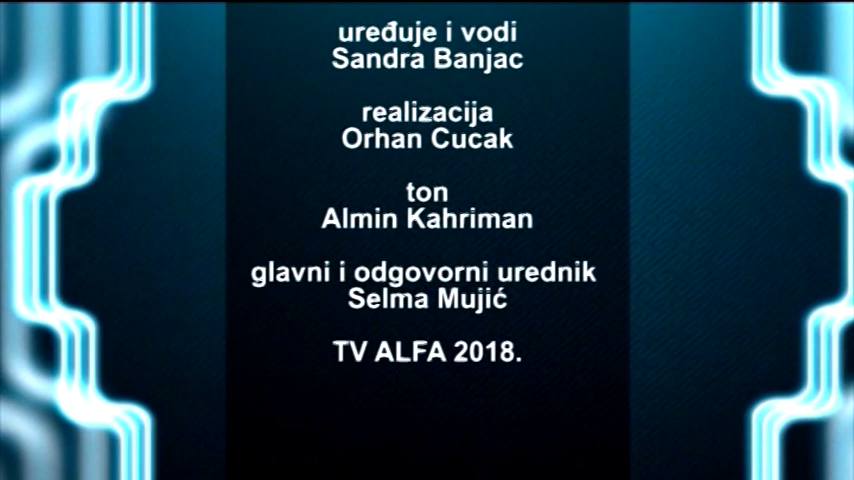 uređuje i vodi
Sandra Banjac
realizacija
Orhan Cucak
ton
Almin Kahriman
glavni i odgovorni urednik
Selma Mujić
TV ALFA 2018.